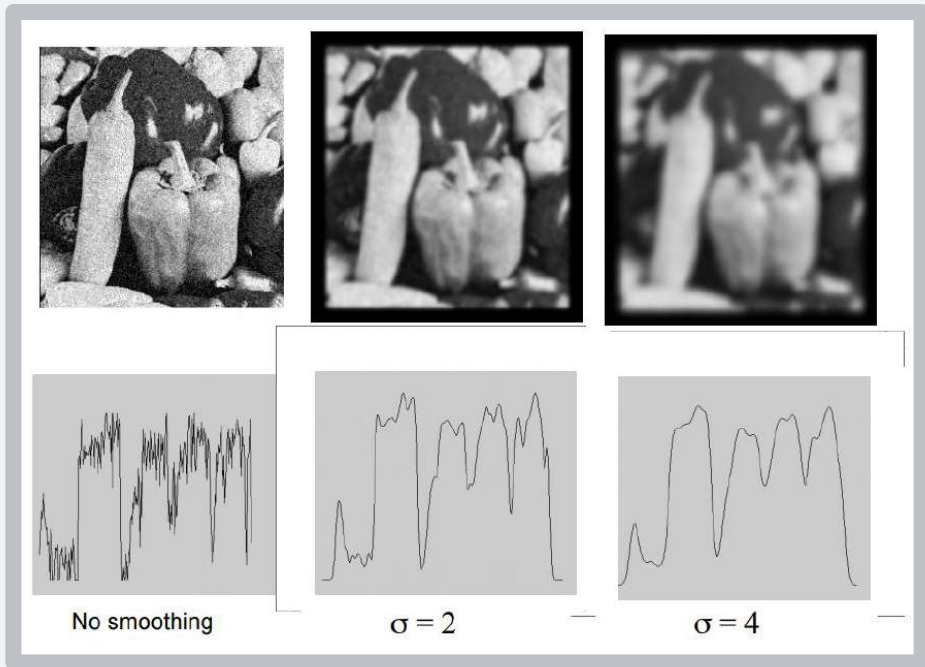 No smoothing
σ = 2
σ = 4